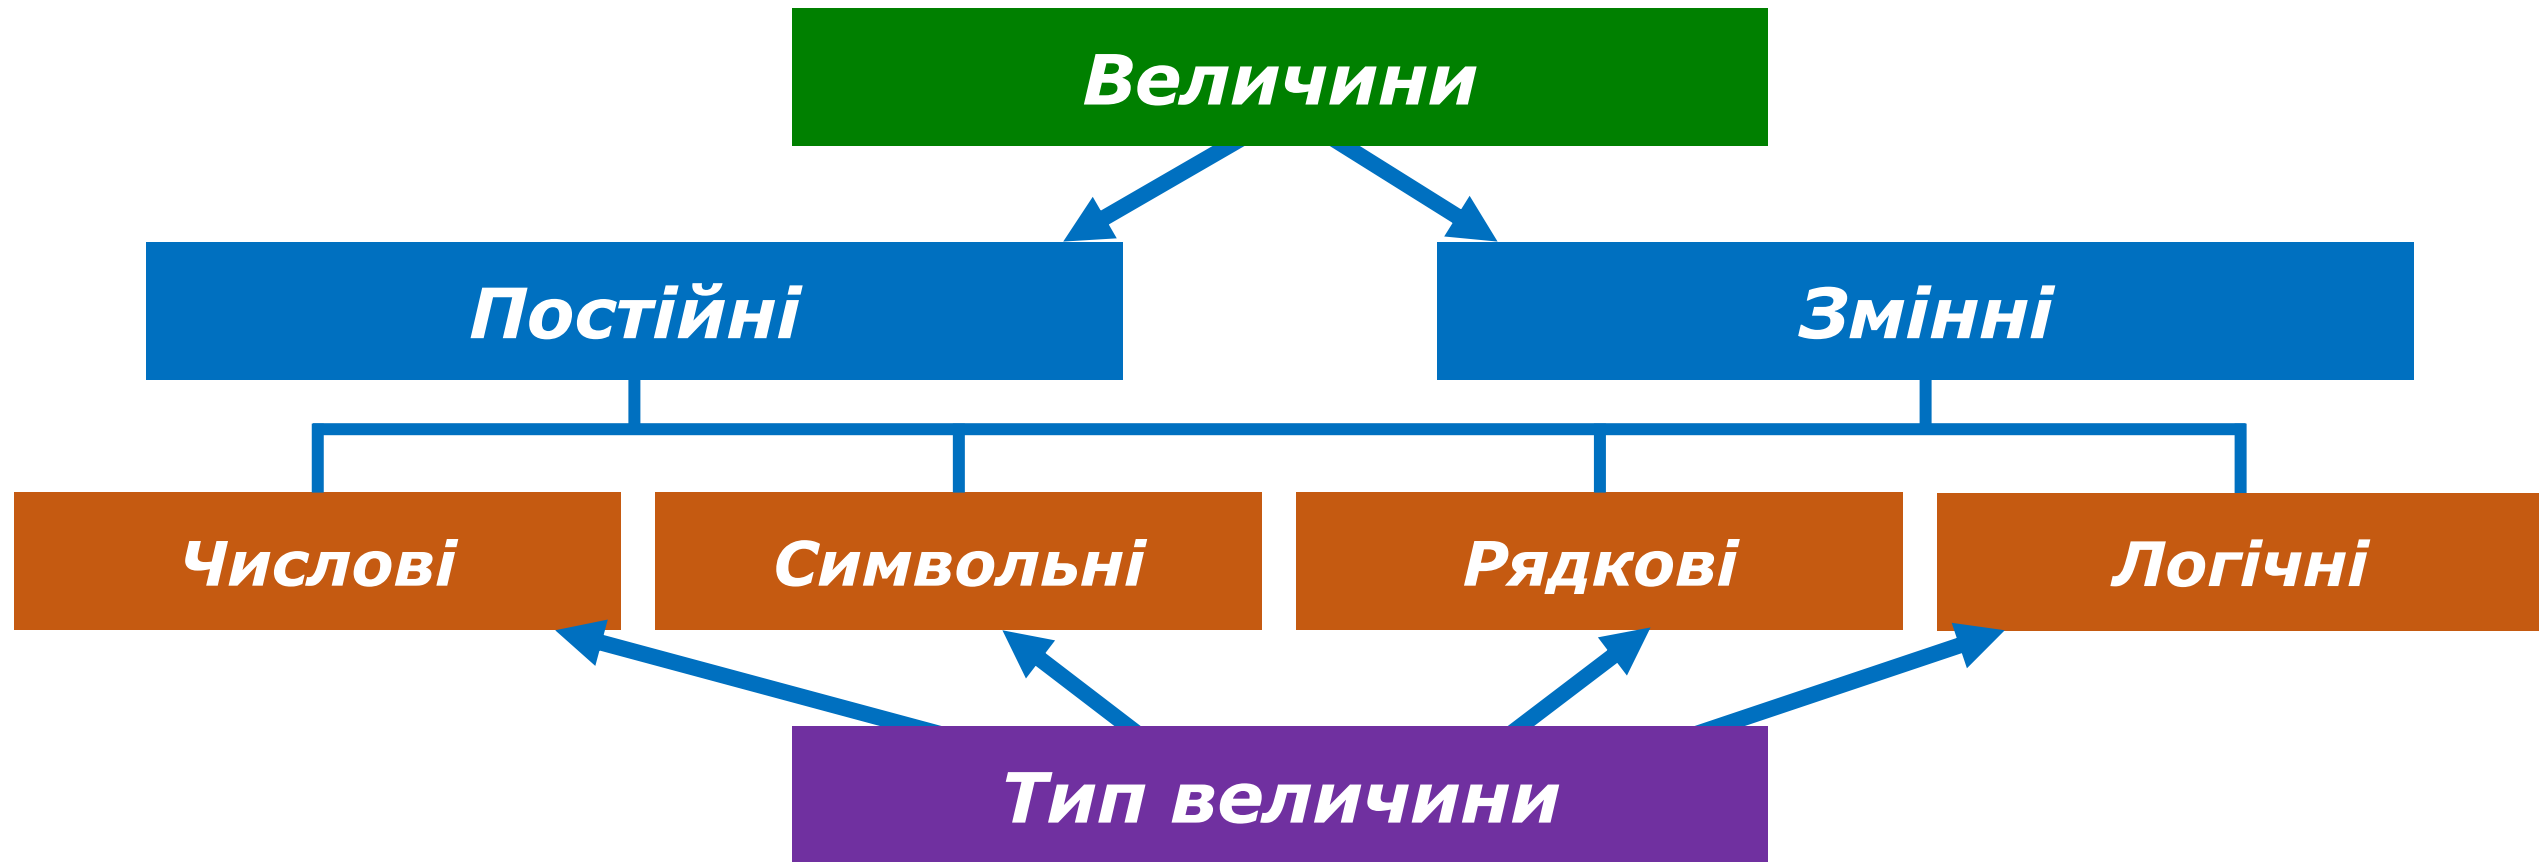 Величини
Постійні
Змінні
Числові
Символьні
Рядкові
Логічні
Тип величини